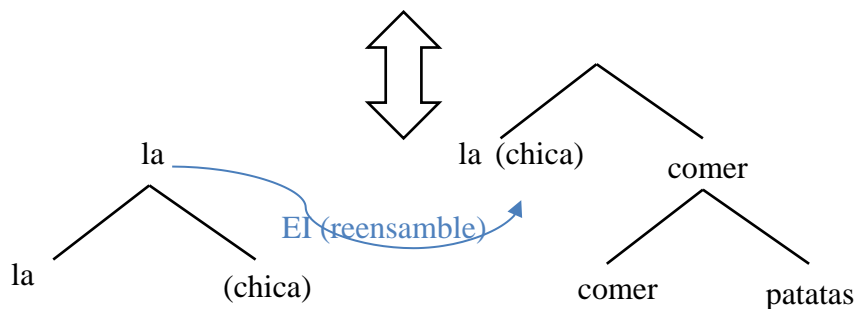 la
la (chica)
comer
EI (reensamble)
la
(chica)
comer
patatas